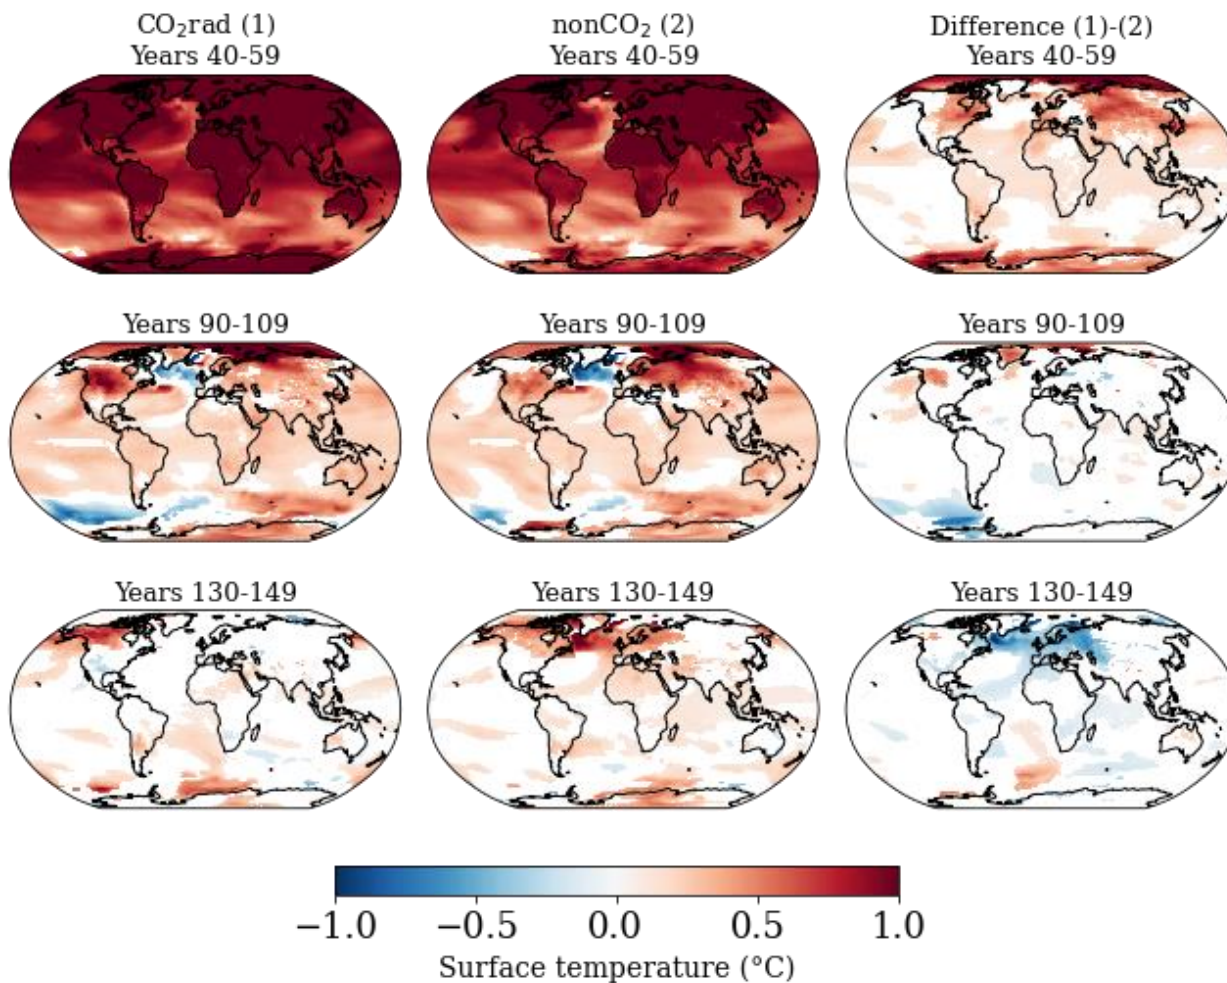 CO₂rad (1)
Years 40-59
nonCO₂ (2)
Years 40-59
Difference (1)-(2)
Years 40-59
Years 90-109
Years 90-109
Years 90-109
Years 130-149
Years 130-149
Years 130-149
−1.0 −0.5 0.0 0.5 1.0
Surface temperature (°C)